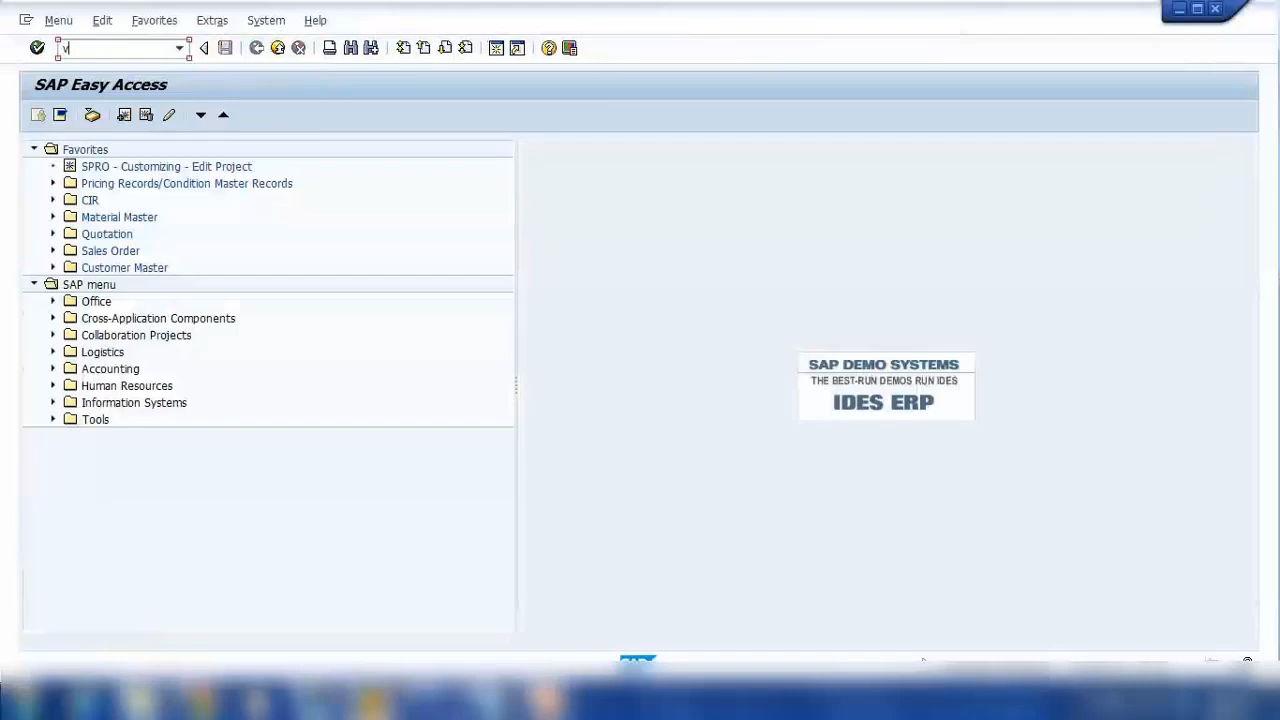 Menu Edit Favorites Extras System Help
v
SAP Easy Access
Favorites
SPRO - Customizing - Edit Project
Pricing Records/Condition Master Records
CIR
Material Master
Quotation
Sales Order
Customer Master
SAP menu
Office
Cross-Application Components
Collaboration Projects
Logistics
Accounting
Human Resources
Information Systems
Tools
SAP DEMO SYSTEMS
THE BEST-RUN DEMOS RUN IDES
IDES ERP
SAP